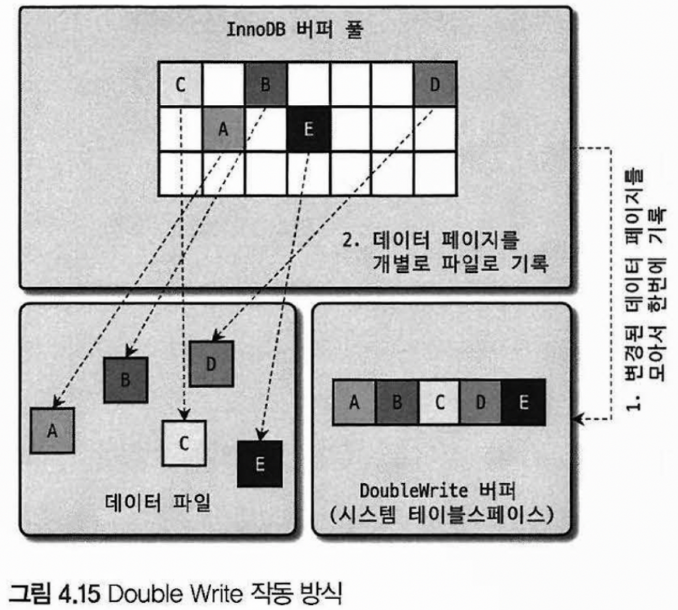 InnoDB 버퍼 풀
C
B
D
A
E
2. 데이터 페이지를
개별로 파일로 기록
1. 변경된 데이터 페이지를
모아서 한번에 기록
A
B
D
C
E
데이터 파일
A B C D E
DoubleWrite 버퍼
(시스템 테이블스페이스)
그림 4.15 Double Write 작동 방식